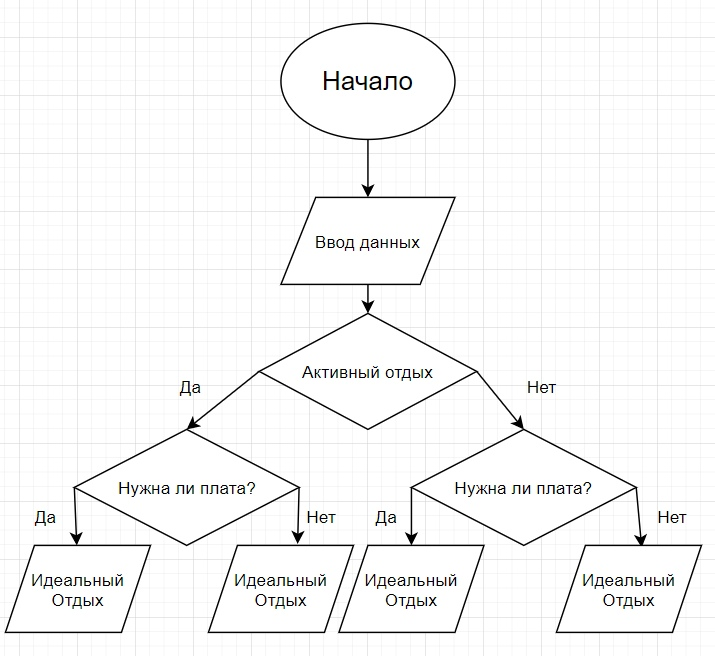 Начало
Ввод данных
Активный отдых
Да
Нет
Нужна ли плата?
Нужна ли плата?
Да
Нет
Да
Нет
Идеальный
Отдых
Идеальный
Отдых
Идеальный
Отдых
Идеальный
Отдых